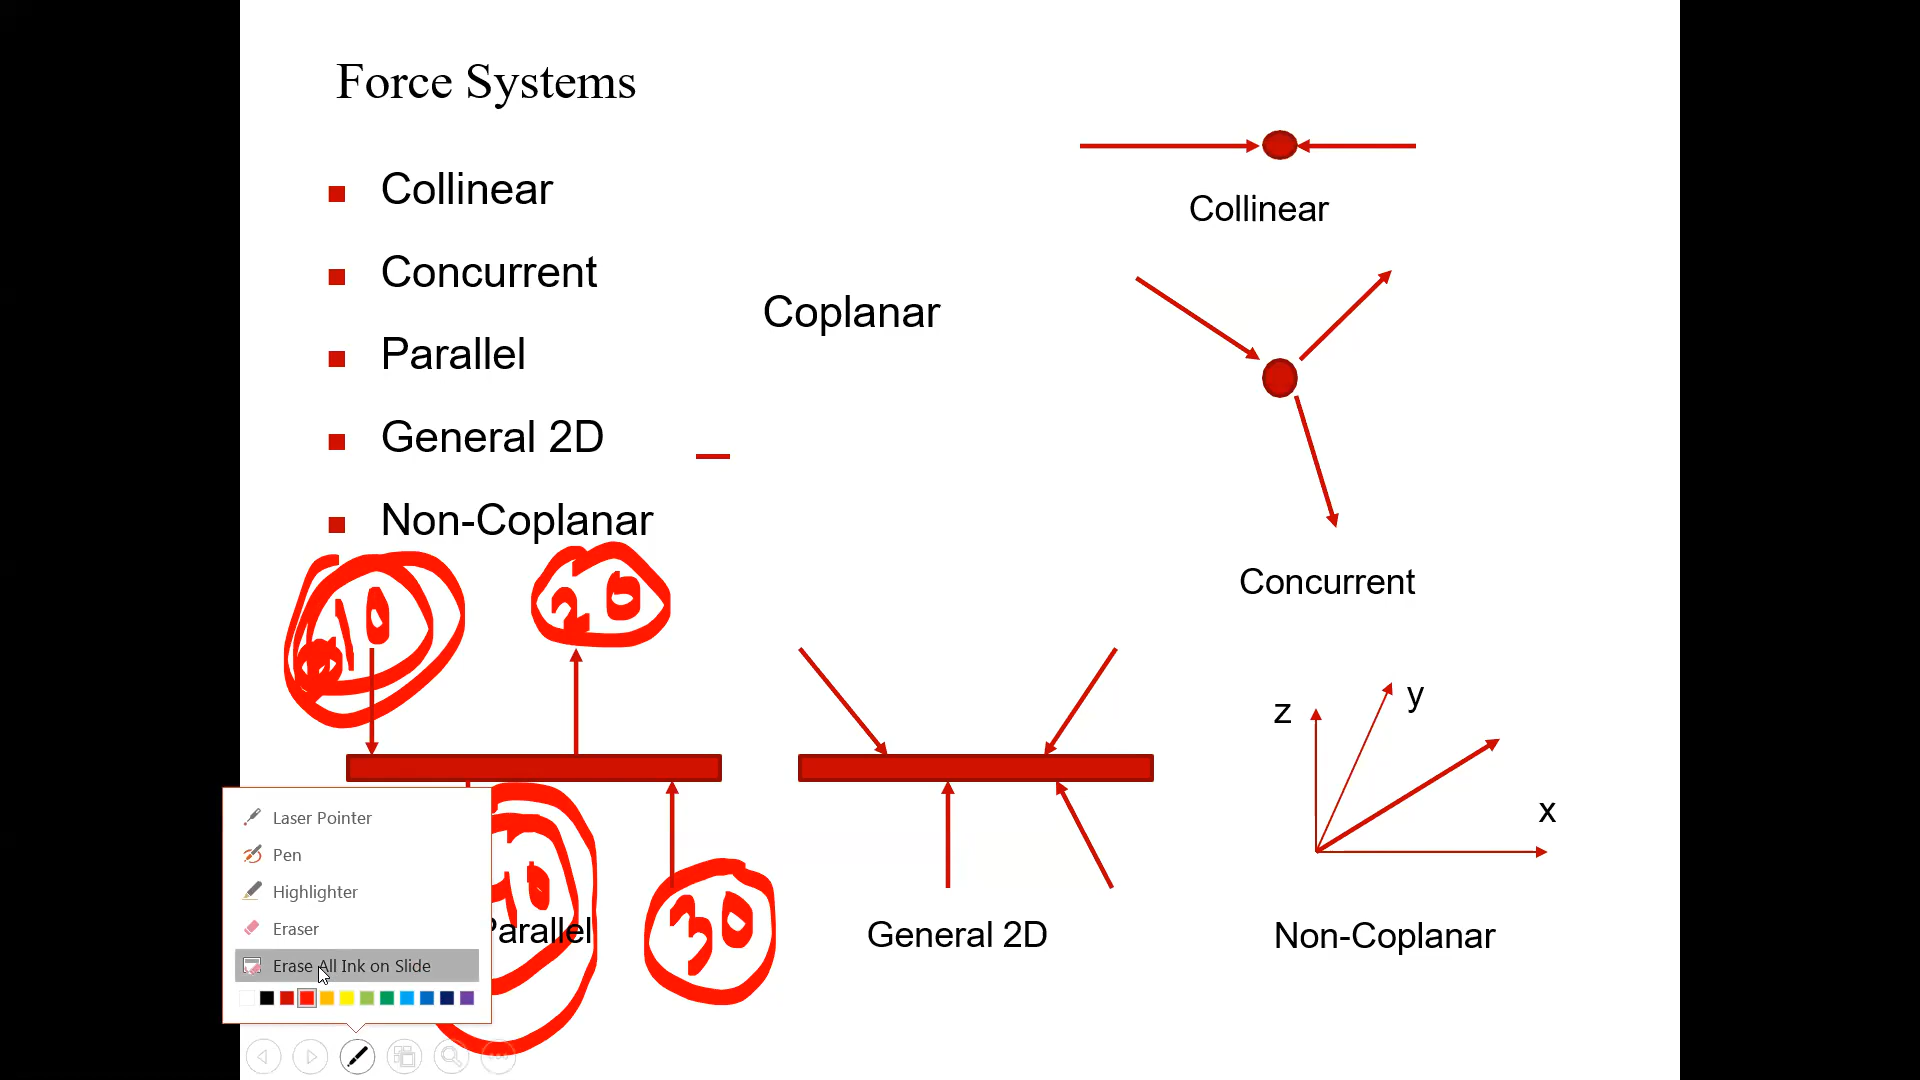 Force Systems
Collinear
Collinear
Concurrent
Coplanar
Parallel
General 2D
Non-Coplanar
Concurrent
10
20
z
y
x
30
Parallel
General 2D
Non-Coplanar
Laser Pointer
Pen
Highlighter
Eraser
Erase All Ink on Slide